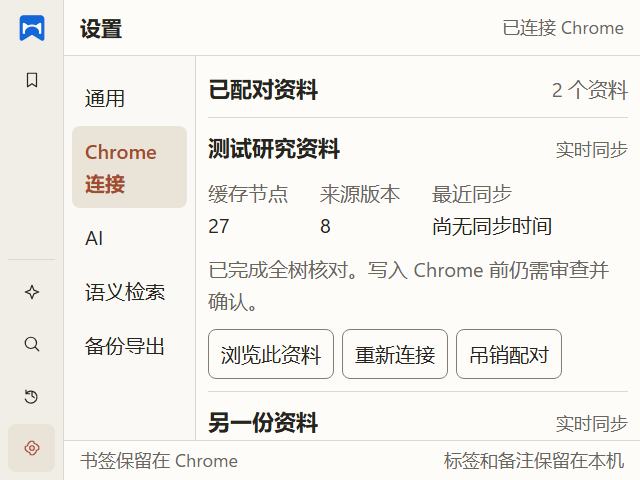 设置
已连接 Chrome
通用
Chrome
连接
AI
语义检索
备份导出
已配对资料
2 个资料
测试研究资料
实时同步
缓存节点 来源版本 最近同步
27 8 尚无同步时间
已完成全树核对。写入 Chrome 前仍需审查并
确认。
浏览此资料 重新连接 吊销配对
另一份资料
实时同步
书签保留在 Chrome
标签和备注保留在本机